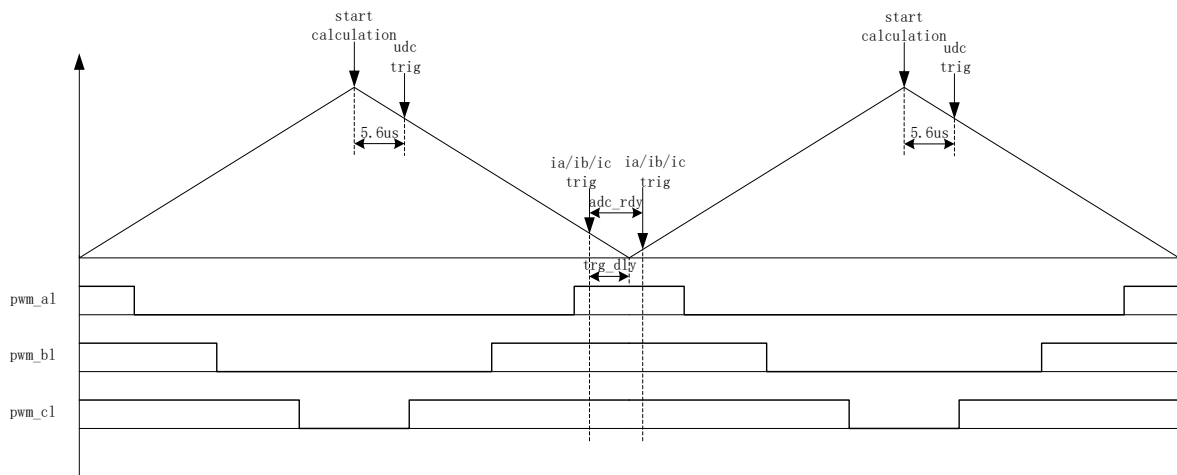 start
calculation
udc
trig
5.6us
ia/ib/ic
trig
ia/ib/ic
trig
adc_rdy
trg_dly
start
calculation
udc
trig
5.6us
pwm_al
pwm_bl
pwm_cl